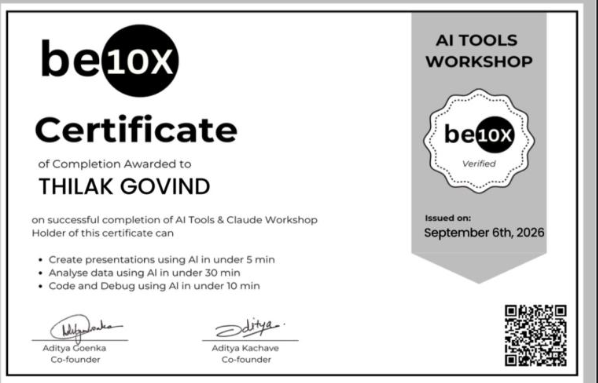 be10X
Certificate
of Completion Awarded to
THILAK GOVIND
on successful completion of AI Tools & Claude Workshop
Holder of this certificate can
• Create presentations using AI in under 5 min
• Analyse data using AI in under 30 min
• Code and Debug using AI in under 10 min
Aditya Goenka
Co-founder
Aditya
Aditya Kachave
Co-founder
AI TOOLS
WORKSHOP
be10X
Verified
Issued on:
September 6th, 2026